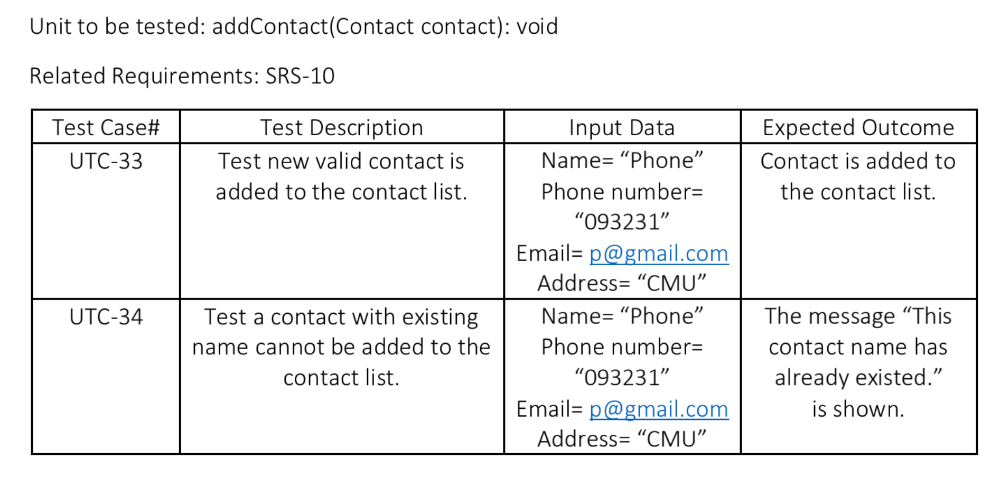 Unit to be tested: addContact(Contact contact): void
Related Requirements: SRS-10
Test Case#
Test Description
Input Data
Expected Outcome
UTC-33
Test new valid contact is
added to the contact list.
Name= “Phone”
Phone number=
“093231”
Email= p@gmail.com
Address= “CMU”
Contact is added to
the contact list.
UTC-34
Test a contact with existing
name cannot be added to the
contact list.
Name= “Phone”
Phone number=
“093231”
Email= p@gmail.com
Address= “CMU”
The message “This
contact name has
already existed.”
is shown.